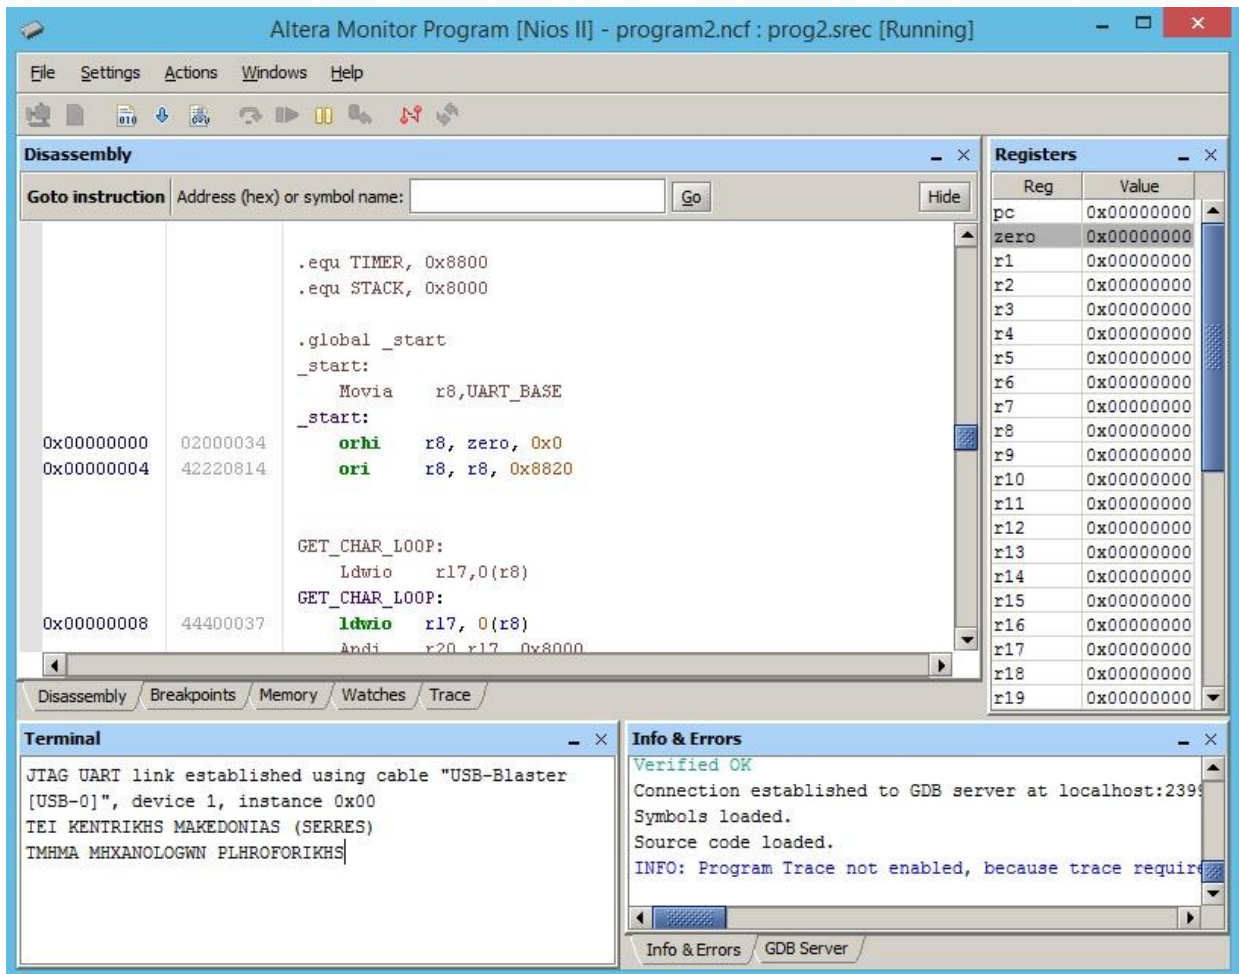 Altera Monitor Program [Nios II] - program2.ncf : prog2.srec [Running]
File Settings Actions Windows Help
Disassembly
Goto instruction Address (hex) or symbol name: Go Hide
.equ TIMER, 0x8800
.equ STACK, 0x8000
.global _start
_start:
Movia r8,UART_BASE
_start:
0x00000000 02000034 orhi r8, zero, 0x0
0x00000004 42220814 ori r8, r8, 0x8820
GET_CHAR_LOOP:
Ldwio r17,0(r8)
GET_CHAR_LOOP:
0x00000008 44400037 ldwio r17, 0(r8)
Andi r20,r17, 0x8000
Disassembly Breakpoints Memory Watches Trace
Registers
Reg Value
pc 0x00000000
zero 0x00000000
r1 0x00000000
r2 0x00000000
r3 0x00000000
r4 0x00000000
r5 0x00000000
r6 0x00000000
r7 0x00000000
r8 0x00000000
r9 0x00000000
r10 0x00000000
r11 0x00000000
r12 0x00000000
r13 0x00000000
r14 0x00000000
r15 0x00000000
r16 0x00000000
r17 0x00000000
r18 0x00000000
r19 0x00000000
Terminal
JTAG UART link established using cable "USB-Blaster
[USB-0]", device 1, instance 0x00
TEI KENTRIKHS MAKEDONIAS (SERRES)
TMHMA MHXANOLOGWN PLHROFORIKHS
Info & Errors
Verified OK
Connection established to GDB server at localhost:239
Symbols loaded.
Source code loaded.
INFO: Program Trace not enabled, because trace require
Info & Errors GDB Server